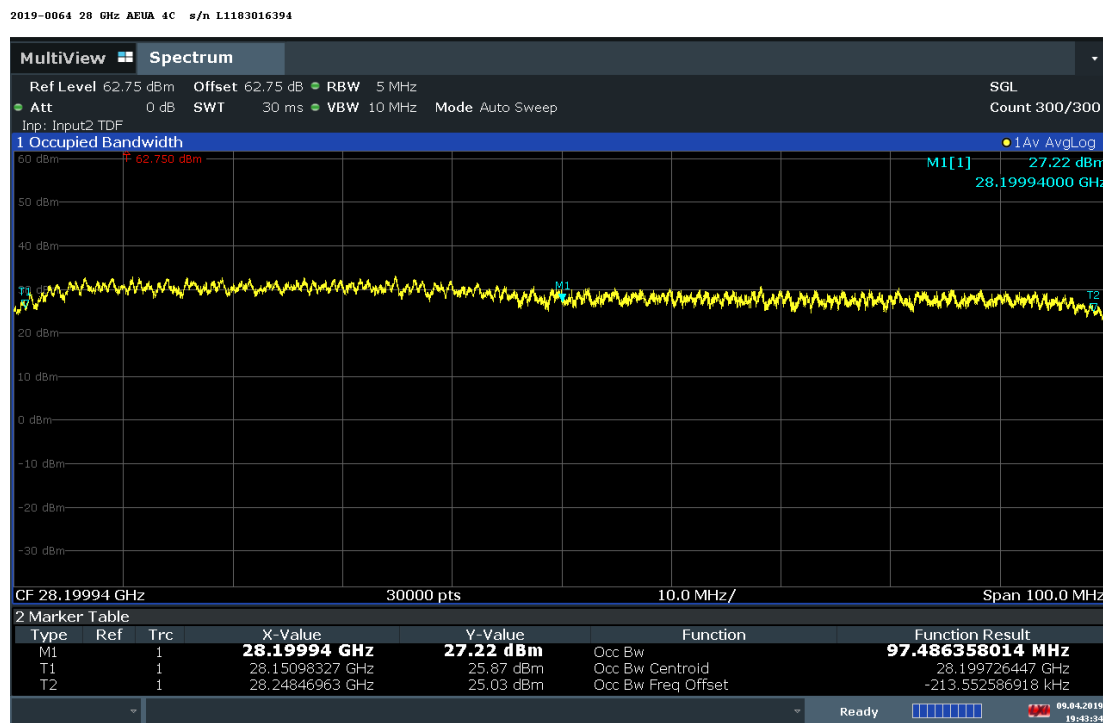 2019-0064 28 GHz AEUA 4C s/n L1183016394
MultiView Spectrum
Ref Level 62.75 dBm Offset 62.75 dB RBW 5 MHz SGL
Att 0 dB SWT 30 ms VBW 10 MHz Mode Auto Sweep Count 300/300
Inp: Input2 TDF
1 Occupied Bandwidth 1Av AvgLog
60 dBm 62.750 dBm M1[1] 27.22 dBm
28.19994000 GHz
50 dBm
40 dBm
M1
T2
20 dBm
10 dBm
0 dBm
-10 dBm
-20 dBm
-30 dBm
CF 28.19994 GHz 30000 pts 10.0 MHz/ Span 100.0 MHz
2 Marker Table
Type Ref Trc X-Value Y-Value Function Function Result
M1 1 28.19994 GHz 27.22 dBm Occ Bw 97.486358014 MHz
T1 1 28.15098327 GHz 25.87 dBm Occ Bw Centroid 28.199726447 GHz
T2 1 28.24846963 GHz 25.03 dBm Occ Bw Freq Offset -213.552586918 kHz
Ready 09.04.2019
19:43:34